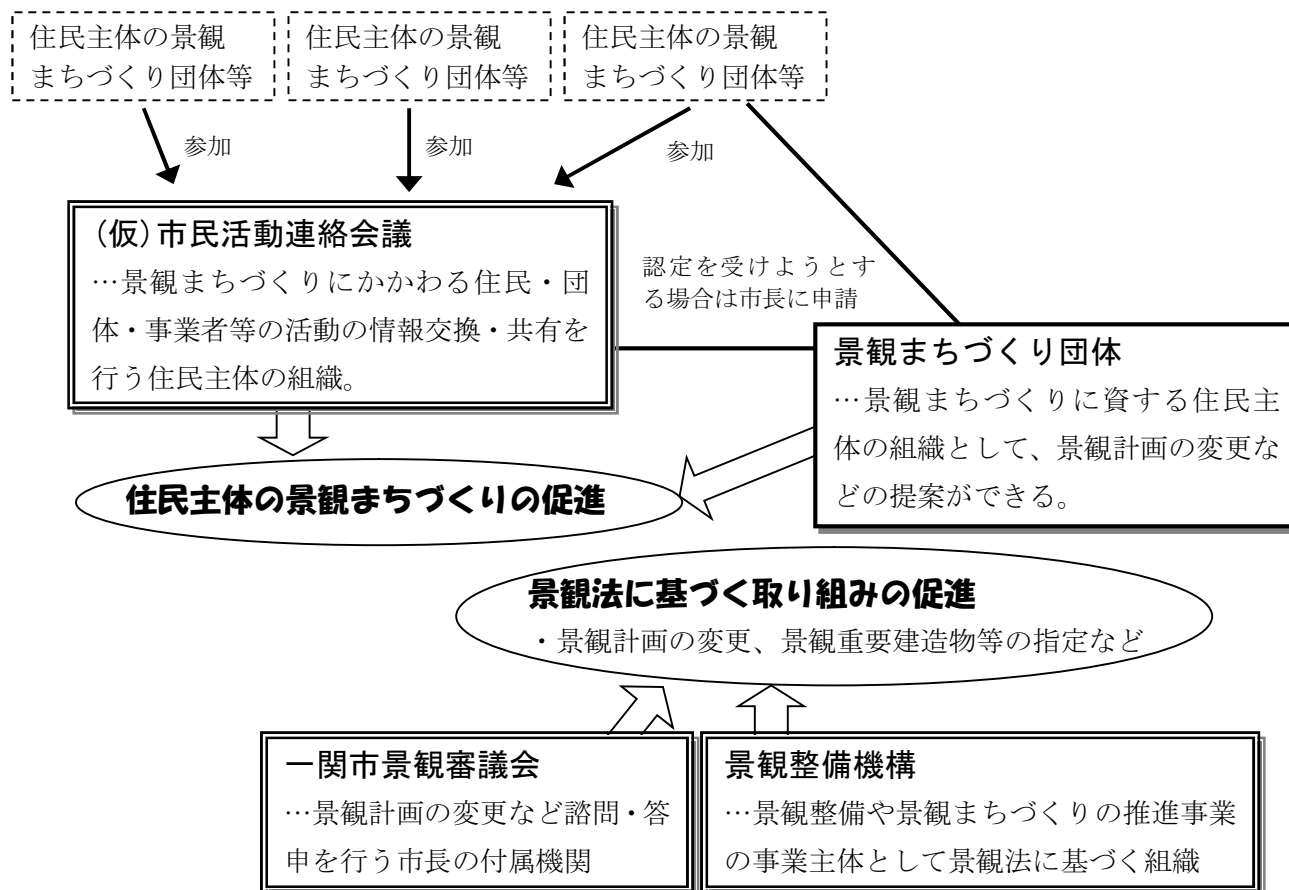 住民主体の景観
まちづくり団体等
住民主体の景観
まちづくり団体等
住民主体の景観
まちづくり団体等
参加
参加
参加
(仮)市民活動連絡会議
…景観まちづくりにかかわる住民・団
体・事業者等の活動の情報交換・共有を
行う住民主体の組織。
認定を受けようとす
る場合は市長に申請
景観まちづくり団体
…景観まちづくりに資する住民主
体の組織として、景観計画の変更な
どの提案ができる。
住民主体の景観まちづくりの促進
景観法に基づく取り組みの促進
・景観計画の変更、景観重要建造物等の指定など
一関市景観審議会
…景観計画の変更など諮問・答
申を行う市長の付属機関
景観整備機構
…景観整備や景観まちづくりの推進事業
の事業主体として景観法に基づく組織